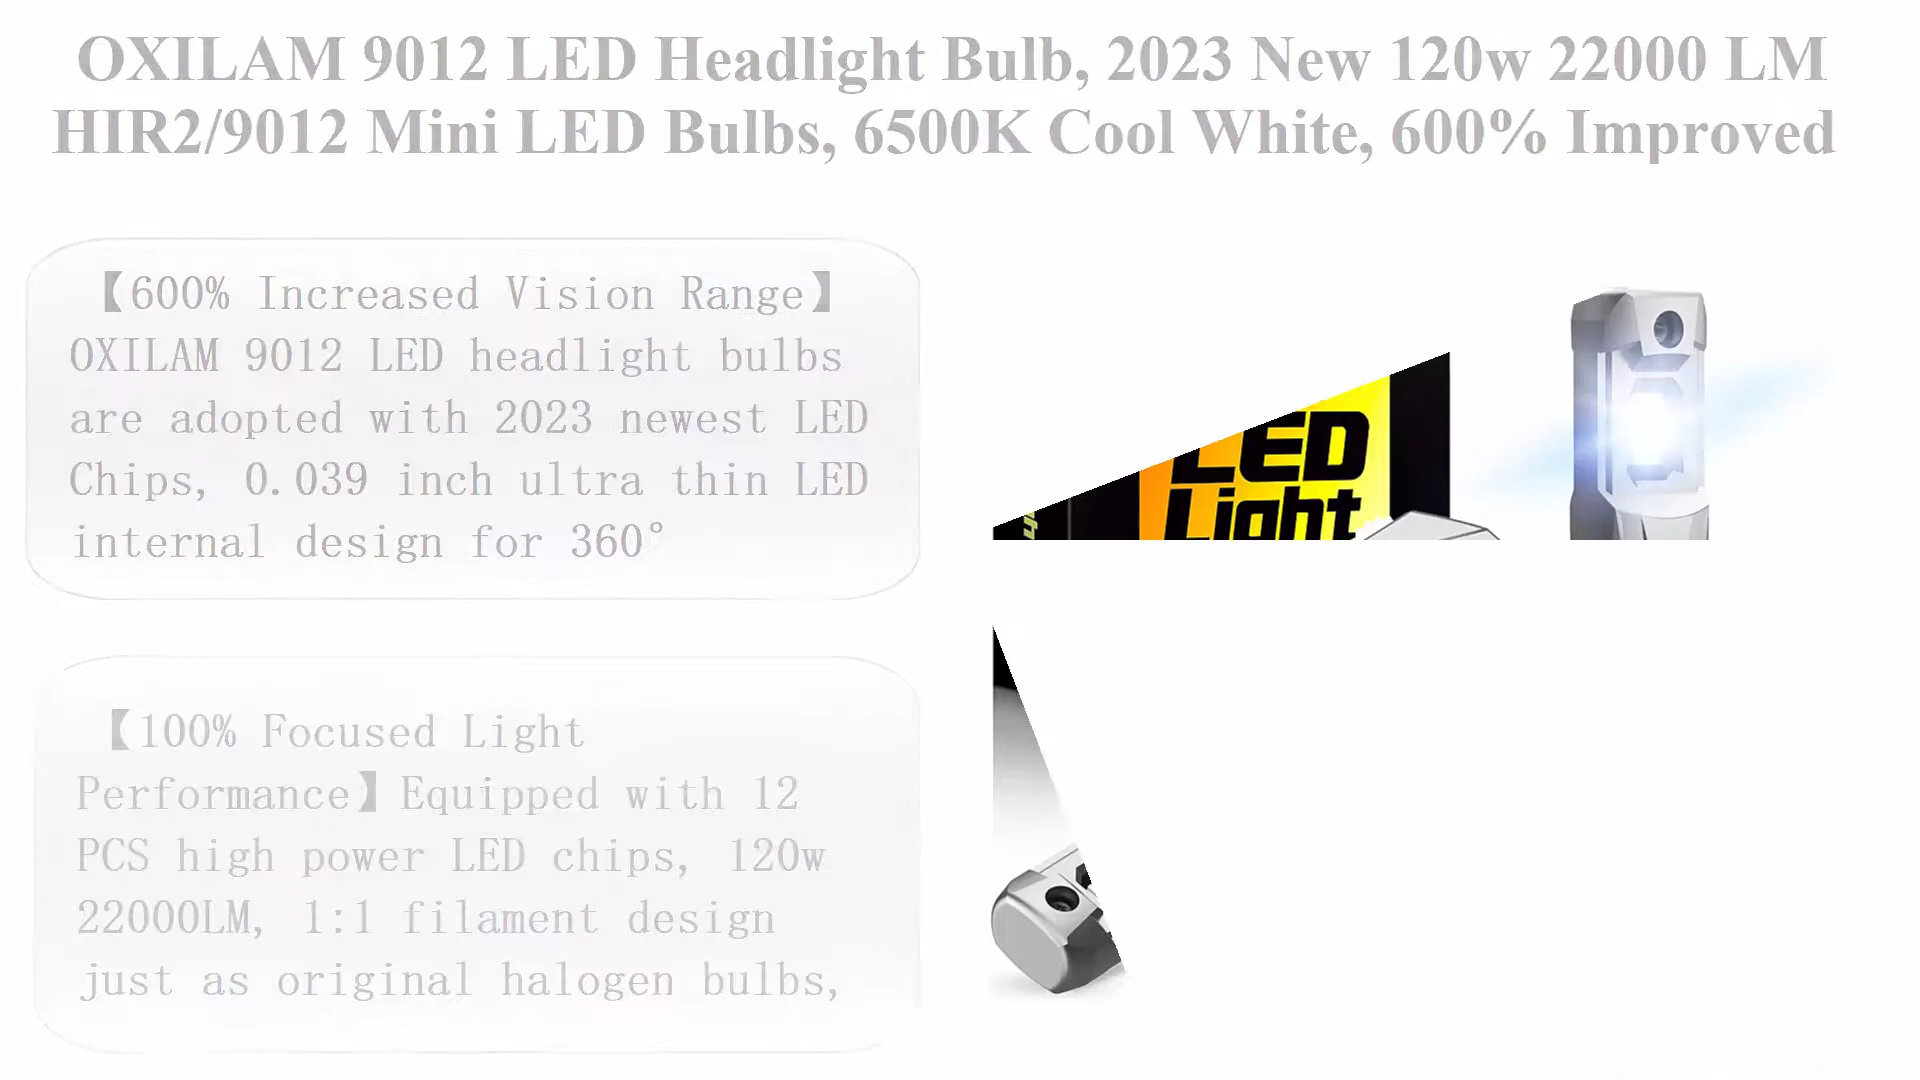 OXILAM 9012 LED Headlight Bulb, 2023 New 120w 22000 LM
HIR2/9012 Mini LED Bulbs, 6500K Cool White, 600% Improved
【600% Increased Vision Range】
OXILAM 9012 LED headlight bulbs
are adopted with 2023 newest LED
Chips, 0.039 inch ultra thin LED
internal design for 360°
LED
Light
【100% Focused Light
Performance】Equipped with 12
PCS high power LED chips, 120w
22000LM, 1:1 filament design
just as original halogen bulbs,